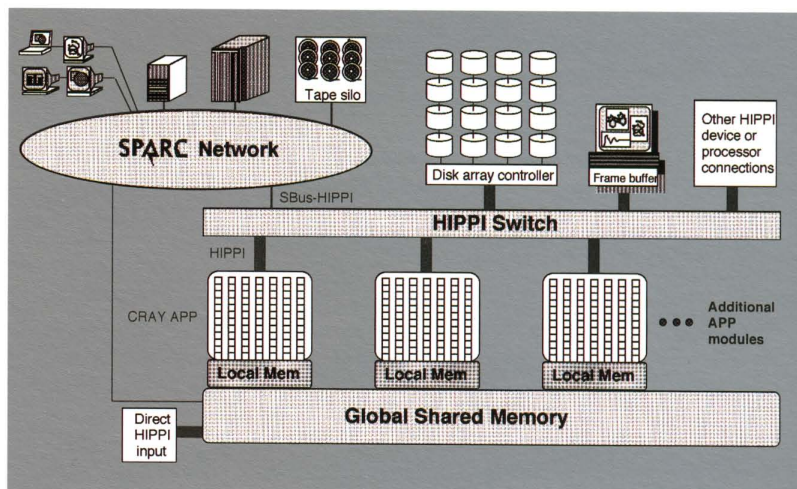 Tape silo
SPARC Network
Disk array controller
Frame buffer
Other HIPPI
device or
processor
connections
SBus-HIPPI
HIPPI Switch
HIPPI
CRAY APP
Additional
APP
modules
Local Mem
Local Mem
Local Mem
Global Shared Memory
Direct
HIPPI
input